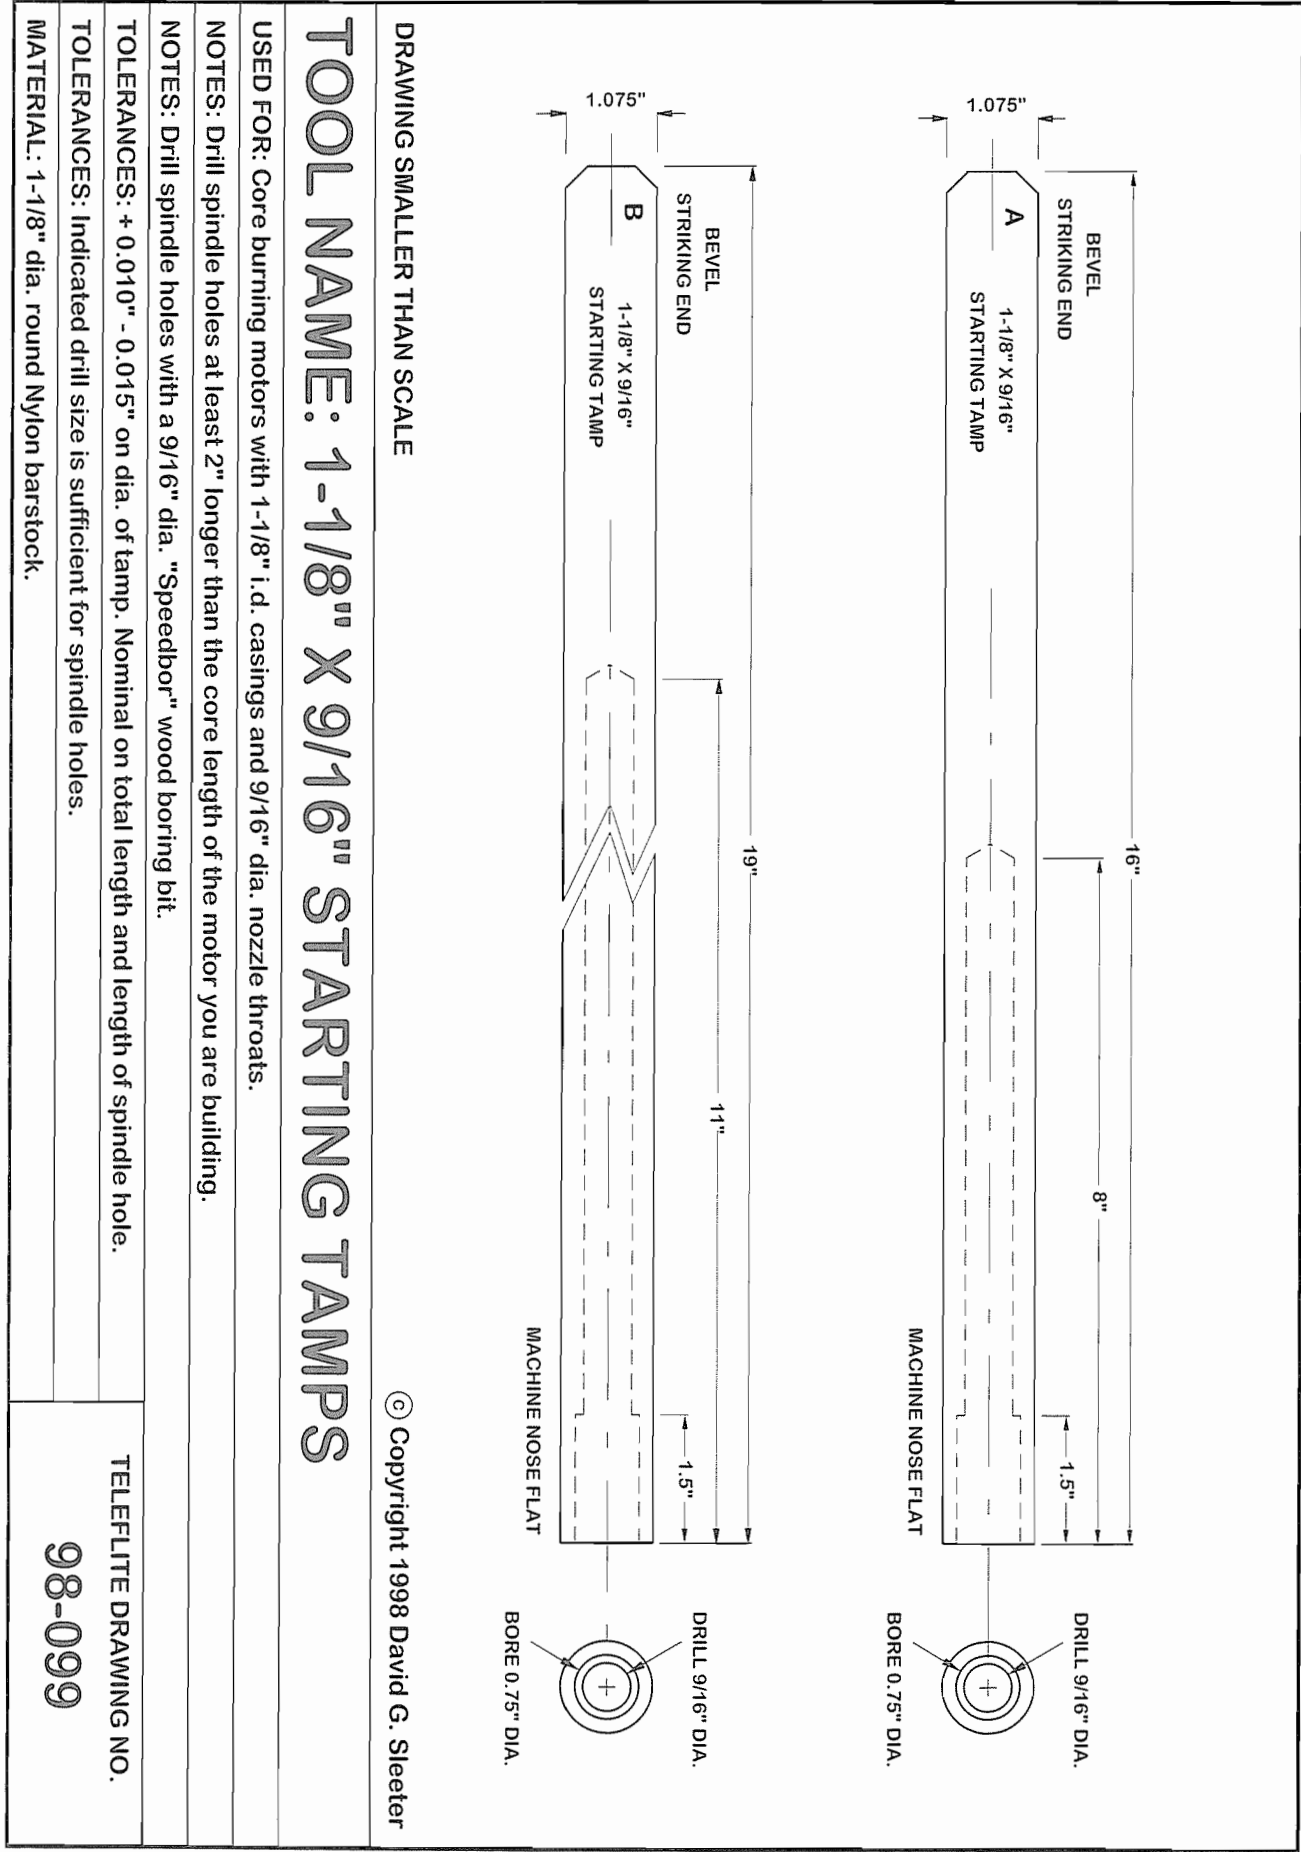 16"
8"
1.5"
1.075"
BEVEL
STRIKING END
A
1-1/8" X 9/16"
STARTING TAMP
MACHINE NOSE FLAT
DRILL 9/16" DIA.
BORE 0.75" DIA.
19"
11"
1.5"
1.075"
BEVEL
STRIKING END
B
1-1/8" X 9/16"
STARTING TAMP
MACHINE NOSE FLAT
DRILL 9/16" DIA.
BORE 0.75" DIA.
DRAWING SMALLER THAN SCALE
© Copyright 1998 David G. Sleeter
TOOL NAME: 1-1/8" X 9/16" STARTING TAMPS
USED FOR: Core burning motors with 1-1/8" i.d. casings and 9/16" dia. nozzle throats.
NOTES: Drill spindle holes at least 2" longer than the core length of the motor you are building.
NOTES: Drill spindle holes with a 9/16" dia. "Speedbor" wood boring bit.
TOLERANCES: + 0.010" - 0.015" on dia. of tamp. Nominal on total length and length of spindle hole.
TOLERANCES: Indicated drill size is sufficient for spindle holes.
MATERIAL: 1-1/8" dia. round Nylon barstock.
TELEFLITE DRAWING NO.
98-099